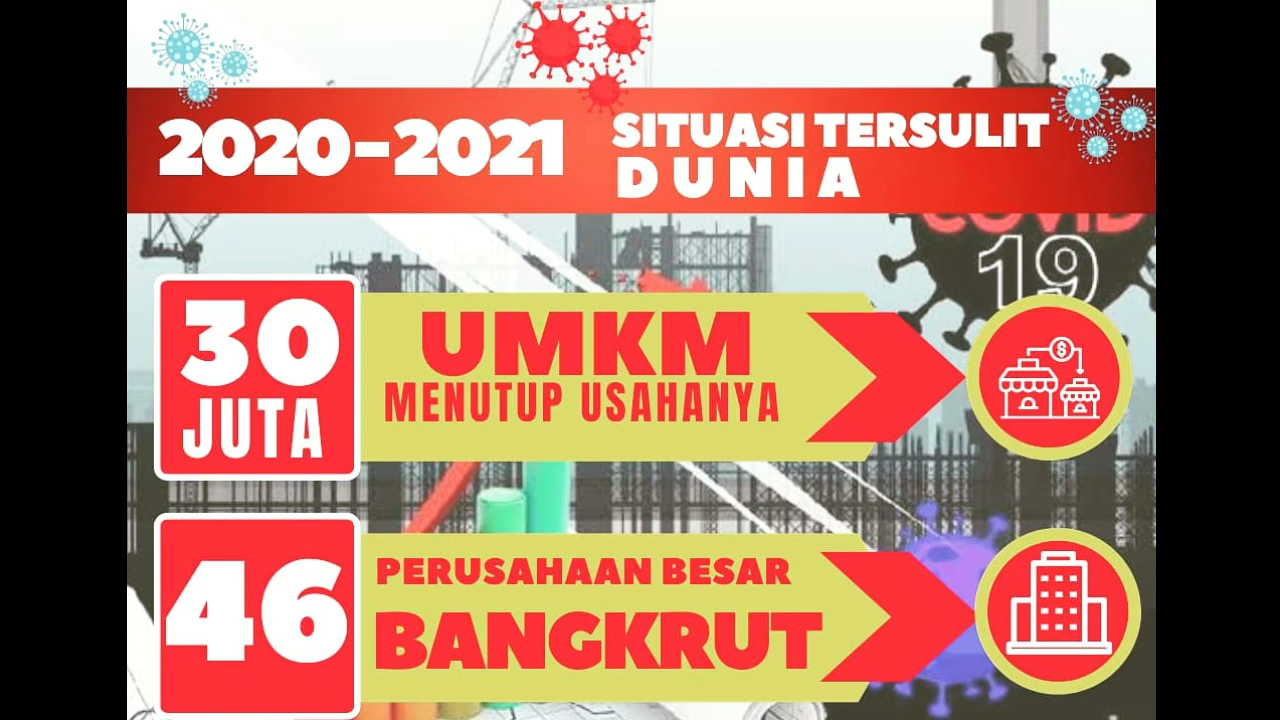 2020-2021
SITUASI TERSULIT
DUNIA
COVID
19
30
JUTA
UMKM
MENUTUP USAHANYA
$
46
PERUSAHAAN BESAR
BANGKRUT